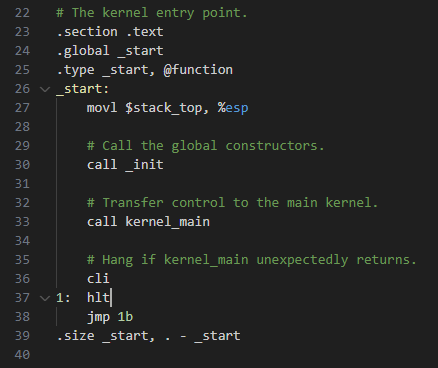 22 # The kernel entry point.
23 .section .text
24 .global _start
25 .type _start, @function
26 _start:
27     movl $stack_top, %esp
28
29     # Call the global constructors.
30     call _init
31
32     # Transfer control to the main kernel.
33     call kernel_main
34
35     # Hang if kernel_main unexpectedly returns.
36     cli
37 1:  hlt
38     jmp 1b
39 .size _start, . - _start
40